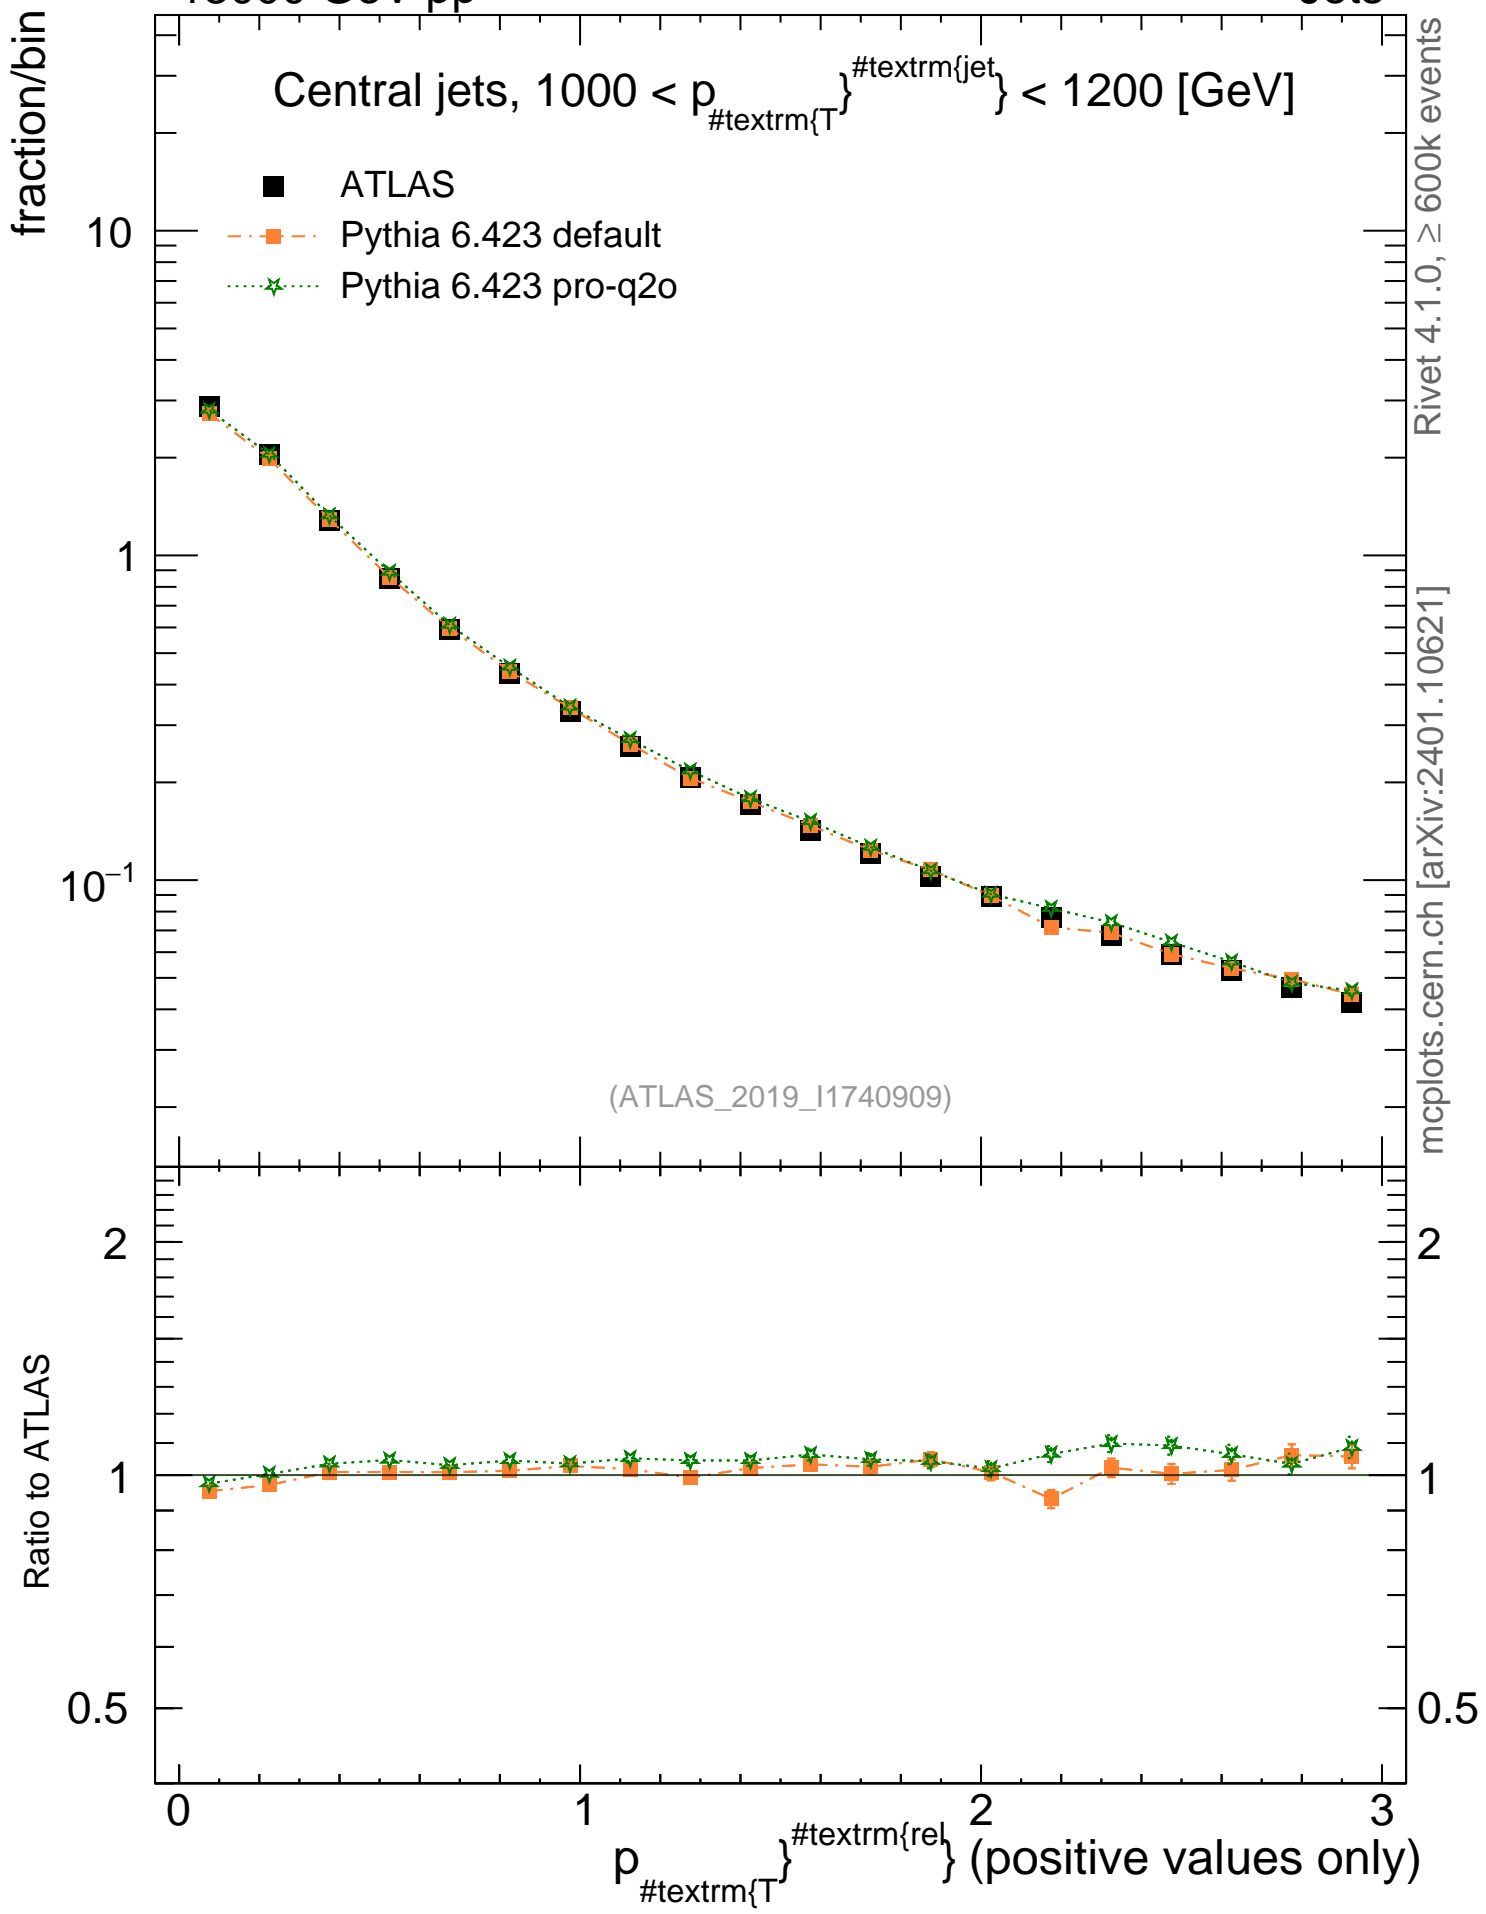 fraction/bin
Central jets, 1000 < p_#textrm{T}^#textrm{jet} < 1200 [GeV]
ATLAS
Pythia 6.423 default
Pythia 6.423 pro-q2o
10
1
10−1
(ATLAS_2019_I1740909)
Rivet 4.1.0, ≥ 600k events
mcplots.cern.ch [arXiv:2401.10621]
Ratio to ATLAS
2
1
0.5
2
1
0.5
0 1 2 3
p_#textrm{T}^#textrm{rel} (positive values only)